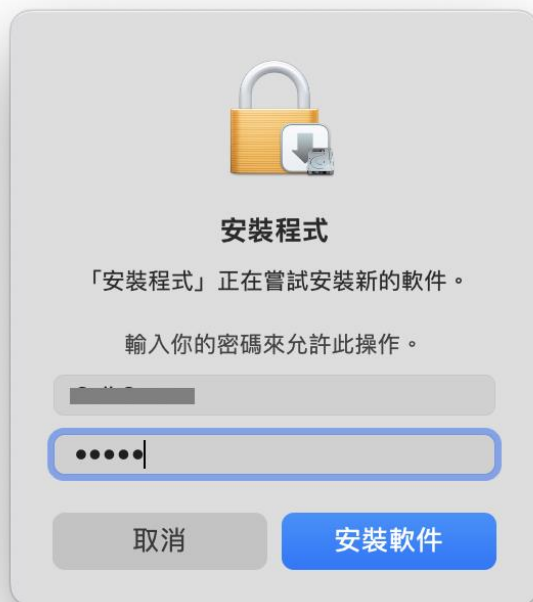 安裝程式
「安裝程式」正在嘗試安裝新的軟件。
輸入你的密碼來允許此操作。
•••••
取消
安裝軟件